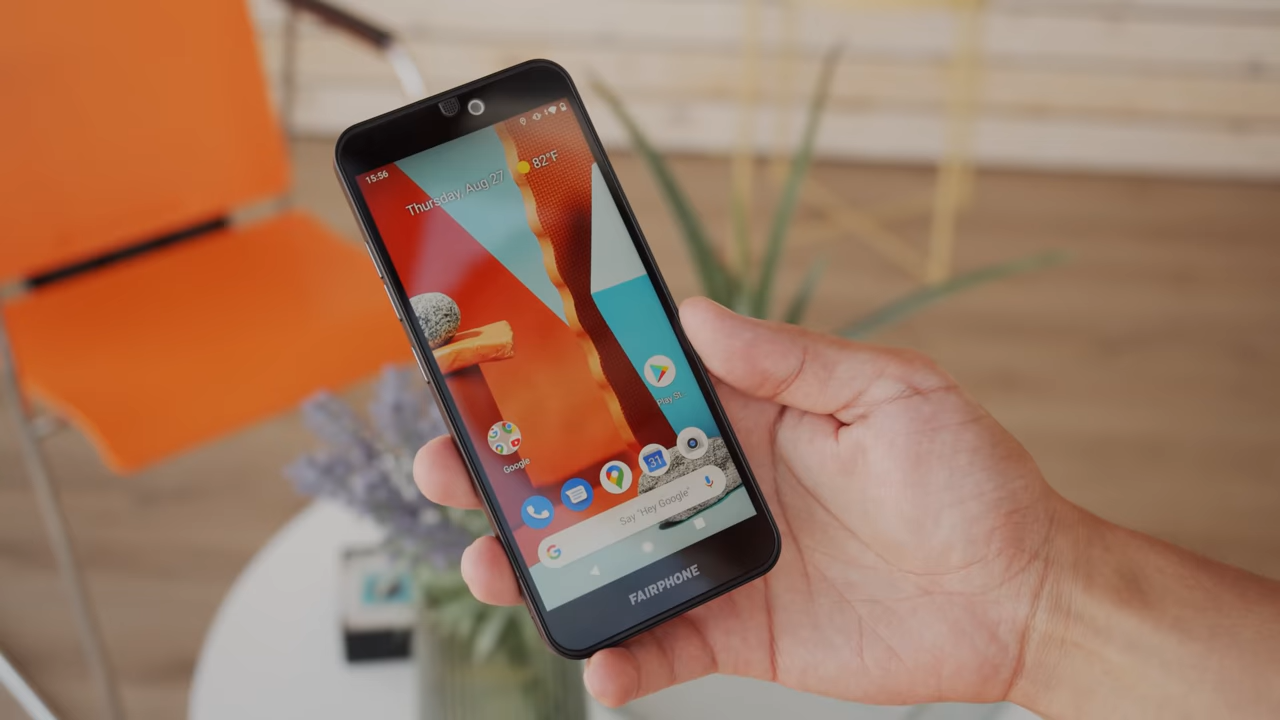 15:56
Thursday, Aug 27
82°F
Play St..
Google
31
Say "Hey Google"
G
FAIRPHONE